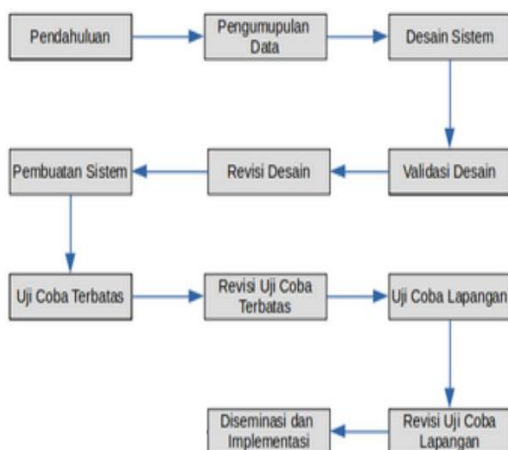 Pendahuluan
Pengumupulan
Data
Desain Sistem
Validasi Desain
Revisi Desain
Pembuatan Sistem
Uji Coba Terbatas
Revisi Uji Coba
Terbatas
Uji Coba Lapangan
Revisi Uji Coba
Lapangan
Diseminasi dan
Implementasi